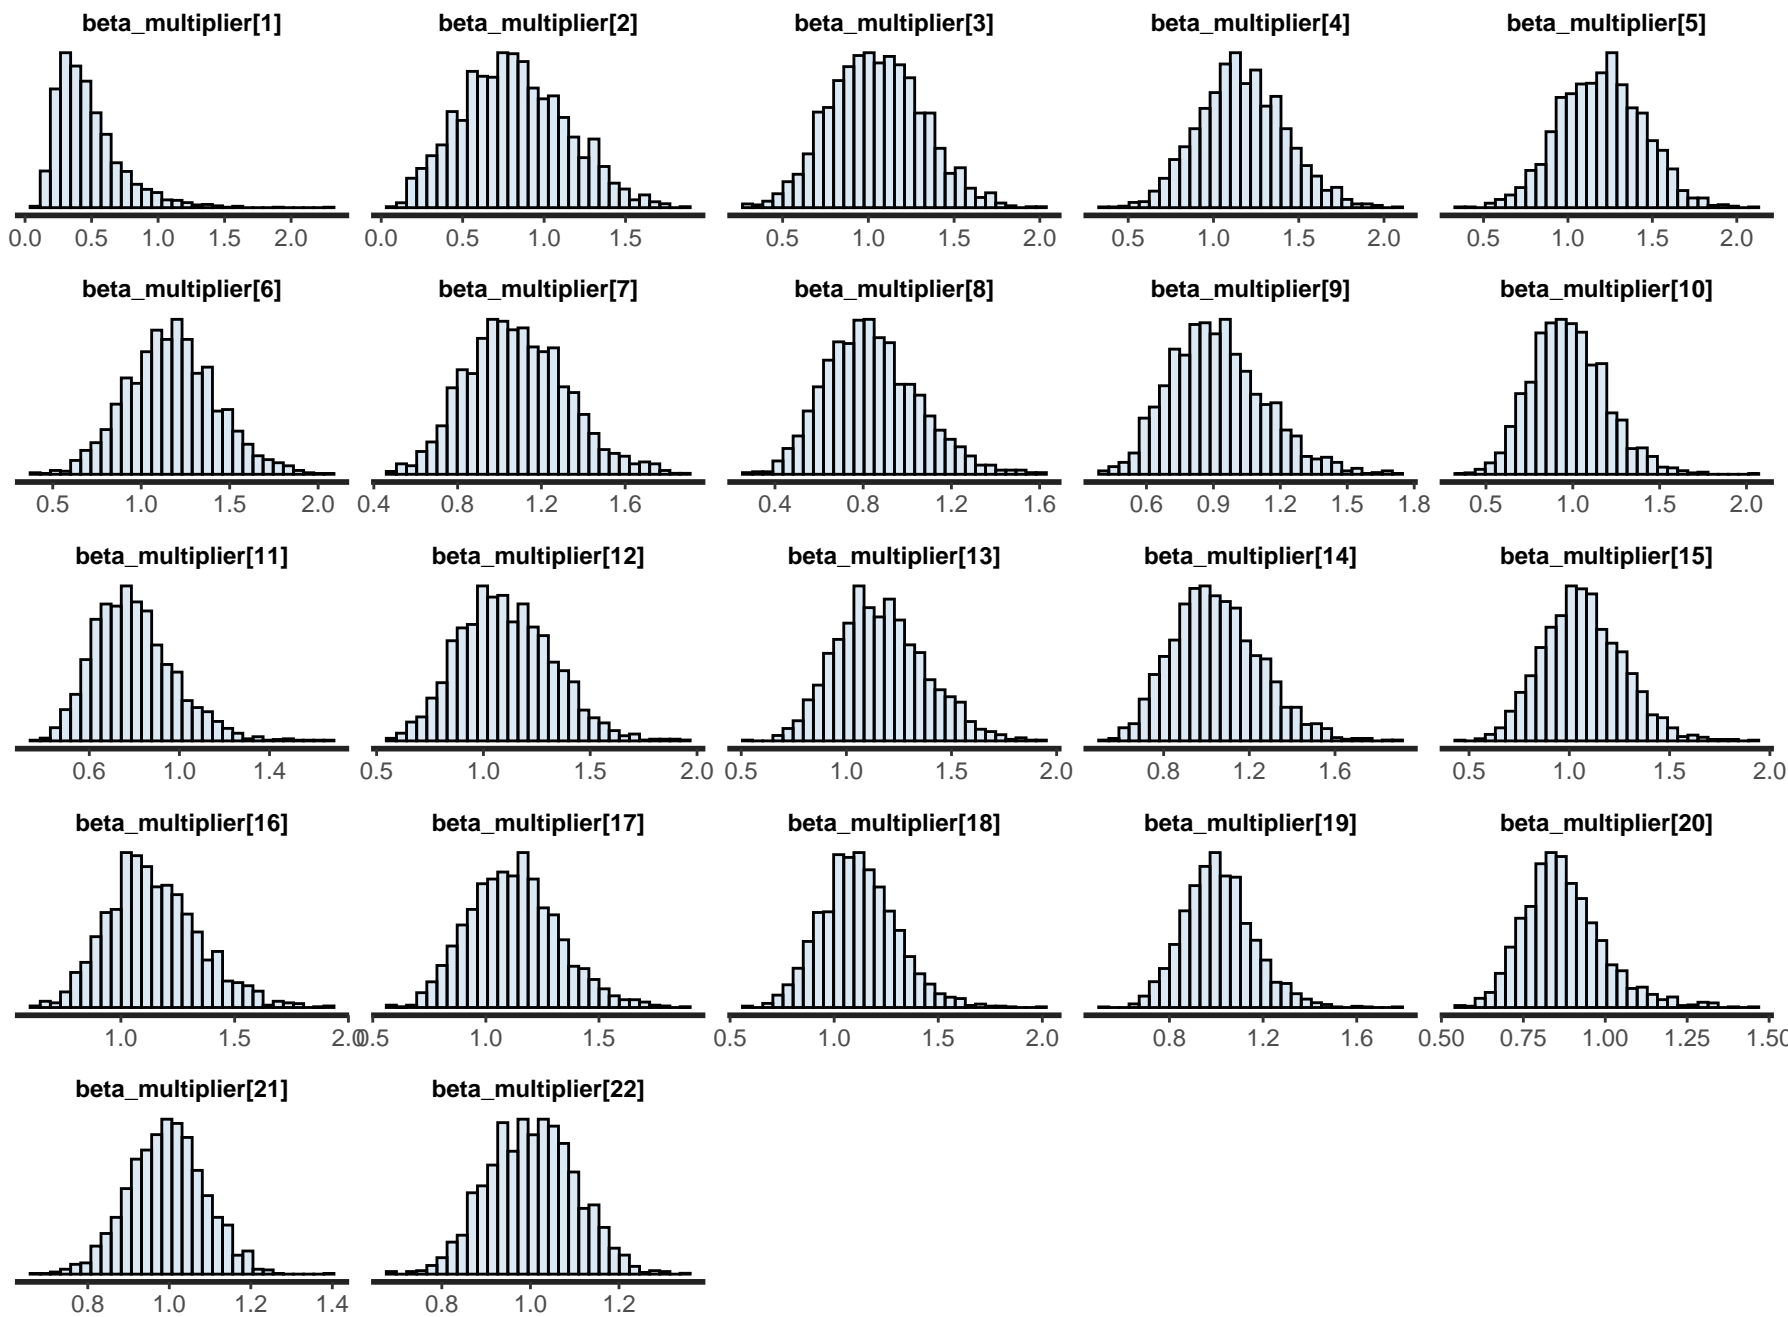 beta_multiplier[1] beta_multiplier[2] beta_multiplier[3] beta_multiplier[4] beta_multiplier[5]
0.0 0.5 1.0 1.5 2.0 0.0 0.5 1.0 1.5 0.5 1.0 1.5 2.0 0.5 1.0 1.5 2.0 0.5 1.0 1.5 2.0
beta_multiplier[6] beta_multiplier[7] beta_multiplier[8] beta_multiplier[9] beta_multiplier[10]
0.5 1.0 1.5 2.0 0.4 0.8 1.2 1.6 0.4 0.8 1.2 1.6 0.6 0.9 1.2 1.5 1.8 0.5 1.0 1.5 2.0
beta_multiplier[11] beta_multiplier[12] beta_multiplier[13] beta_multiplier[14] beta_multiplier[15]
0.6 1.0 1.4 0.5 1.0 1.5 2.0 0.5 1.0 1.5 2.0 0.8 1.2 1.6 0.5 1.0 1.5 2.0
beta_multiplier[16] beta_multiplier[17] beta_multiplier[18] beta_multiplier[19] beta_multiplier[20]
1.0 1.5 2.0 0.5 1.0 1.5 0.5 1.0 1.5 2.0 0.8 1.2 1.6 0.50 0.75 1.00 1.25 1.50
beta_multiplier[21] beta_multiplier[22]
0.8 1.0 1.2 1.4 0.8 1.0 1.2